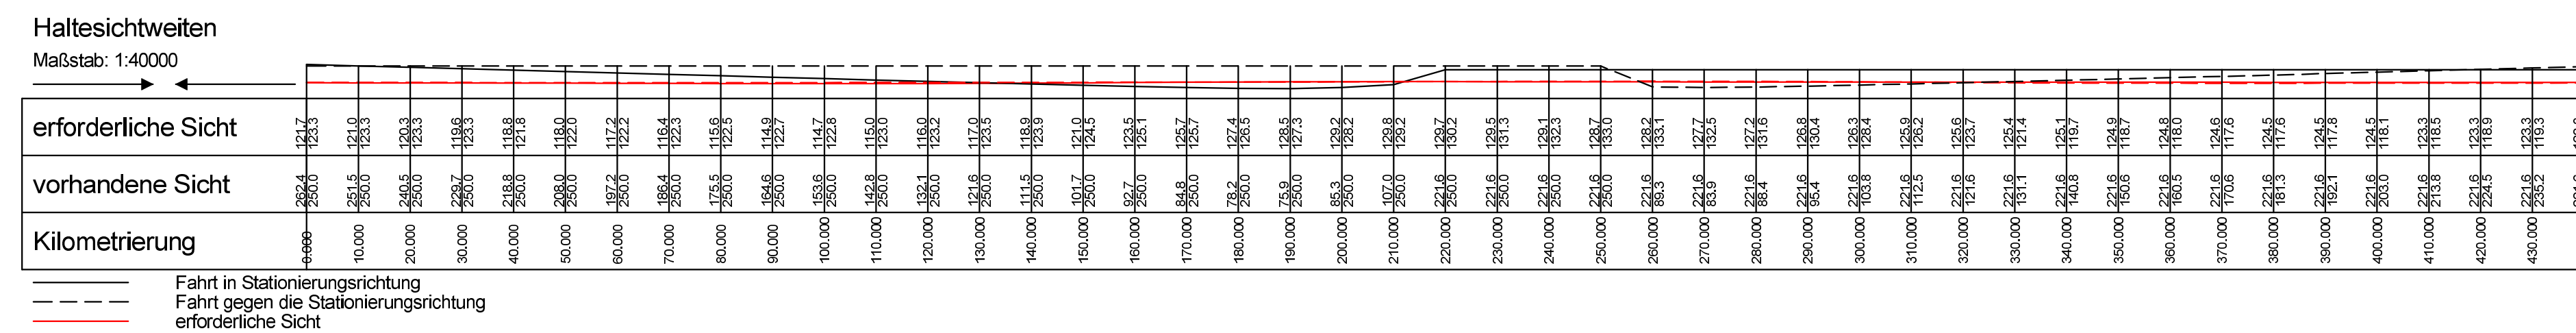 Haltesichtweiten
Maßstab: 1:40000
erforderliche Sicht
121.7 121.0 120.3 119.6 118.8 118.0 117.2 116.4 115.6 114.9 114.7 115.0 116.0 117.0 118.9 121.0 123.5 125.7 127.4 128.5 129.2 129.8 129.7 129.5 129.1 128.7 128.2 127.7 127.2 126.8 126.3 125.9 125.6 125.4 125.1 124.9 124.8 124.6 124.5 124.5 124.5 123.3 123.3 123.3
123.3 123.3 123.3 123.3 121.8 122.0 122.2 122.3 122.5 122.7 122.8 123.0 123.2 123.5 123.9 124.5 125.1 125.7 126.5 127.3 128.2 129.2 130.2 131.3 132.3 133.0 133.1 132.5 131.6 130.4 128.4 126.2 123.7 121.4 119.7 118.7 118.0 117.6 117.6 117.8 118.1 118.5 118.9 119.3
vorhandene Sicht
262.4 251.5 240.5 229.7 218.8 208.0 197.2 186.4 175.5 164.6 153.6 142.8 132.1 121.6 111.5 101.7 92.7 84.8 78.2 75.9 85.3 107.0 221.6 221.6 221.6 221.6 221.6 221.6 221.6 221.6 221.6 221.6 221.6 221.6 221.6 221.6 221.6 221.6 221.6 221.6 221.6 221.6 221.6 221.6
250.0 250.0 250.0 250.0 250.0 250.0 250.0 250.0 250.0 250.0 250.0 250.0 250.0 250.0 250.0 250.0 250.0 250.0 250.0 250.0 250.0 250.0 250.0 250.0 250.0 250.0 89.3 83.9 88.4 95.4 103.8 112.5 121.6 131.1 140.8 150.6 160.5 170.6 181.3 192.1 203.0 213.8 224.5 235.2
Kilometrierung
0.000 10.000 20.000 30.000 40.000 50.000 60.000 70.000 80.000 90.000 100.000 110.000 120.000 130.000 140.000 150.000 160.000 170.000 180.000 190.000 200.000 210.000 220.000 230.000 240.000 250.000 260.000 270.000 280.000 290.000 300.000 310.000 320.000 330.000 340.000 350.000 360.000 370.000 380.000 390.000 400.000 410.000 420.000 430.000
Fahrt in Stationierungsrichtung
Fahrt gegen die Stationierungsrichtung
erforderliche Sicht